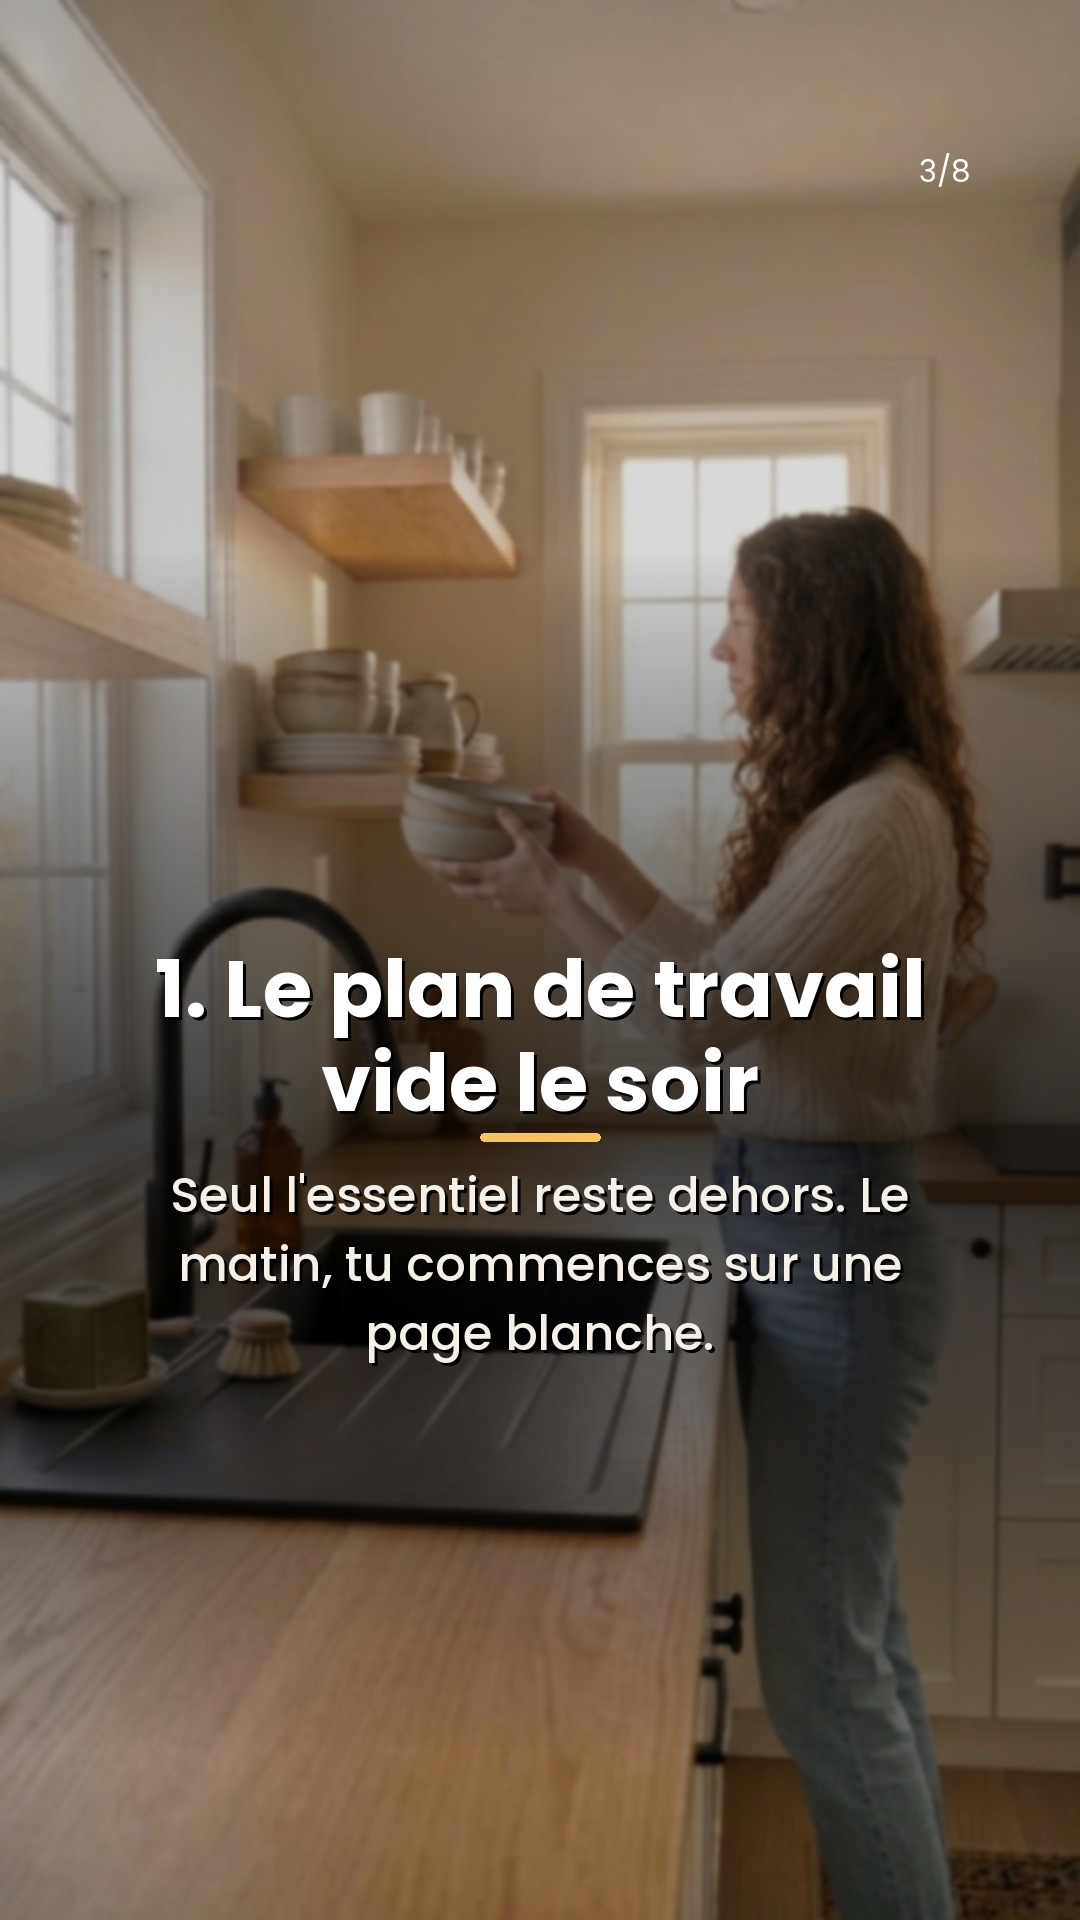 3/8
1. Le plan de travail
vide le soir
Seul l'essentiel reste dehors. Le
matin, tu commences sur une
page blanche.